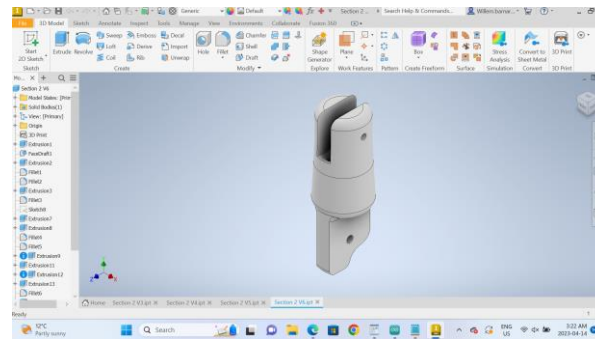 Generic
Default
Section 2 ...
Search Help & Commands...
File
3D Model
Sketch
Annotate
Inspect
Tools
Manage
View
Environments
Collaborate
Fusion 360
Start
2D Sketch
Extrude
Revolve
Sweep
Emboss
Decal
Loft
Derive
Import
Coil
Rib
Unwrap
Hole
Fillet
Chamfer
Shell
Draft
Shape
Generator
Plane
Box
Stress
Analysis
Convert to
Sheet Metal
3D Print
Sketch
Create
Modify
Explore
Work Features
Pattern
Create Freeform
Surface
Simulation
Convert
3D Print
Section 2 V6
Solid Bodies(1)
View: [Primary]
Origin
3D Print
Extrusion1
FaceDraft1
Extrusion2
Fillet1
Fillet2
Extrusion3
Fillet3
Extrusion7
Extrusion8
Fillet4
Fillet5
Extrusion9
Extrusion11
Extrusion12
Extrusion13
Fillet6
Home
Section 2 V3.ipt
Section 2 V4.ipt
Section 2 V5.ipt
Section 2 V6.ipt
Ready
1
12°C
Partly sunny
Search
ENG
US
3:22 AM
2023-04-14